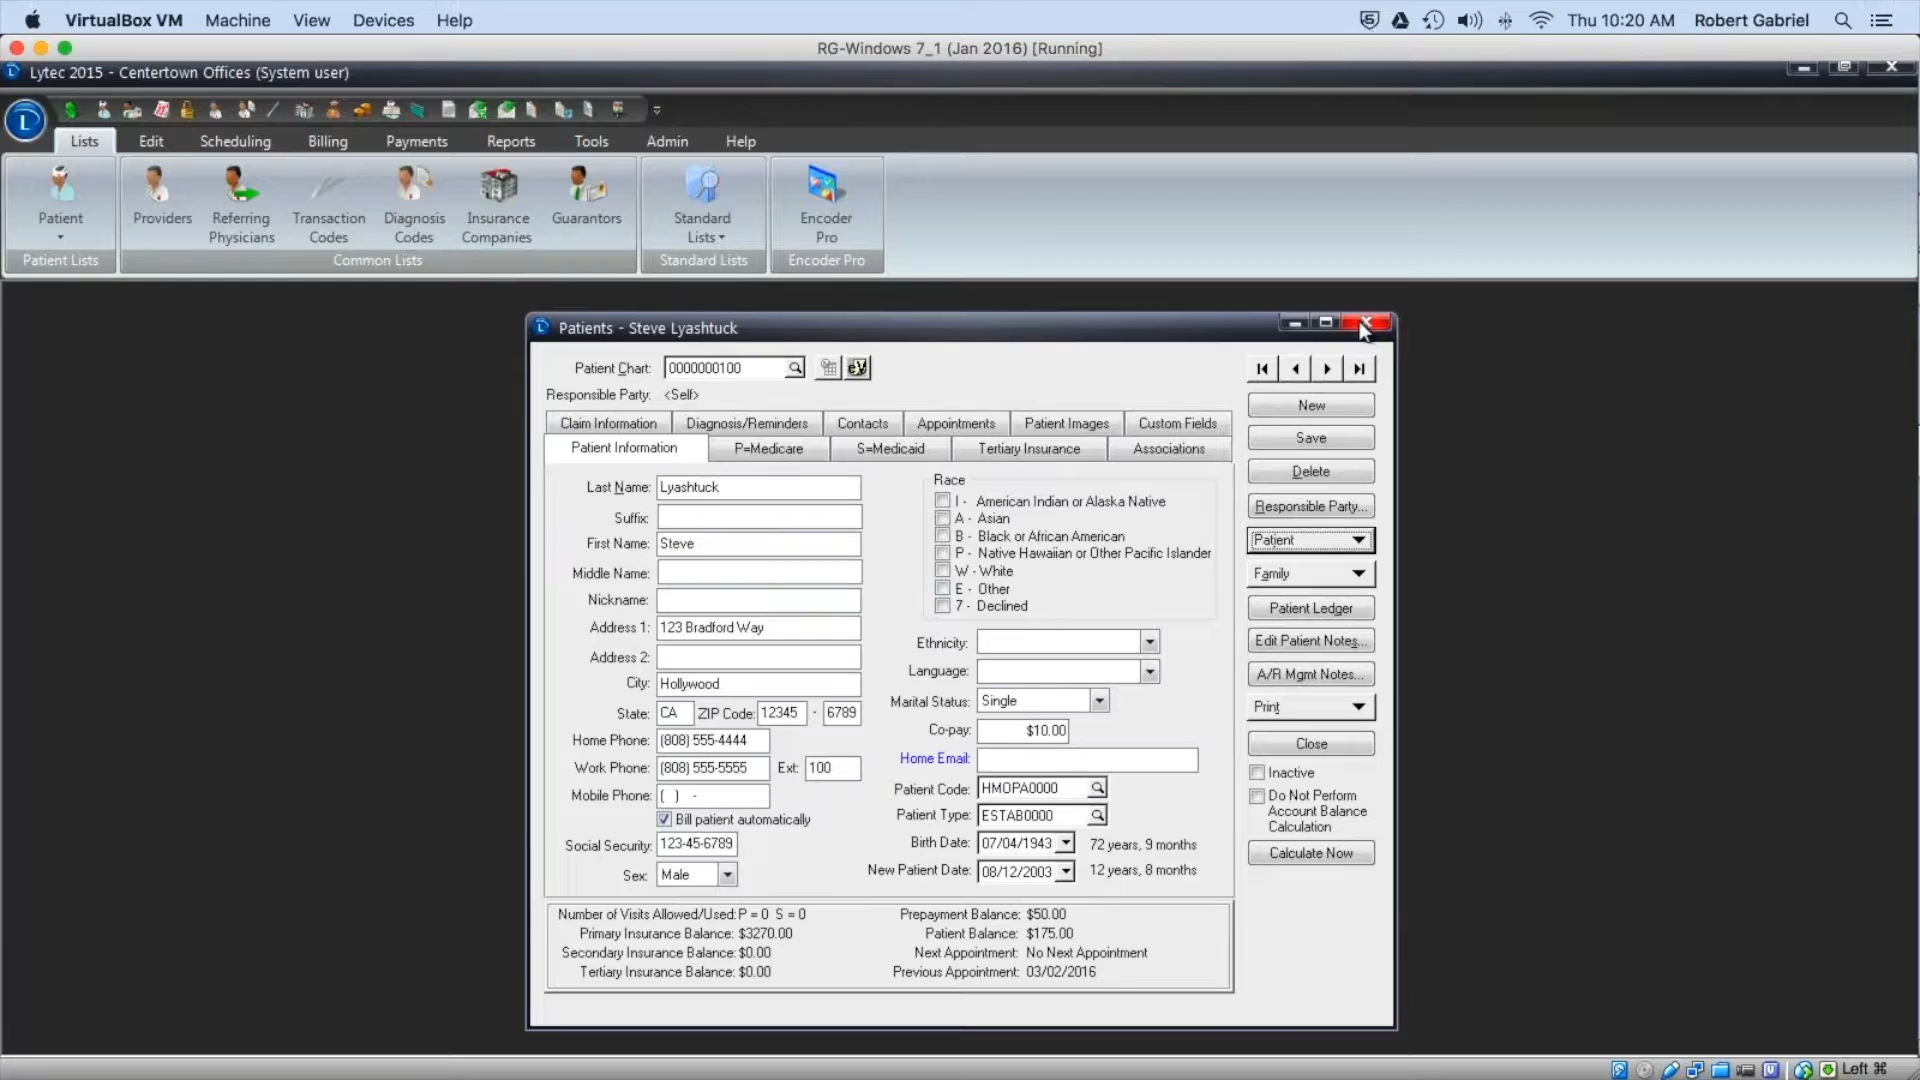 VirtualBox VM Machine View Devices Help Thu 10:20 AM Robert Gabriel
RG-Windows 7_1 (Jan 2016) [Running]
Lytec 2015 - Centertown Offices (System user)
Lists Edit Scheduling Billing Payments Reports Tools Admin Help
Patient Providers Referring Physicians Transaction Codes Diagnosis Codes Insurance Companies Guarantors Standard Lists Encoder Pro
Patient Lists Common Lists Standard Lists Encoder Pro
Patients - Steve Lyashtuck
Patient Chart: 0000000100
Responsible Party: <Self>
Claim Information Diagnosis/Reminders Contacts Appointments Patient Images Custom Fields
Patient Information P=Medicare S=Medicaid Tertiary Insurance Associations
Last Name: Lyashtuck
Suffix:
First Name: Steve
Middle Name:
Nickname:
Address 1: 123 Bradford Way
Address 2:
City: Hollywood
State: CA ZIP Code: 12345 - 6789
Home Phone: (808) 555-4444
Work Phone: (808) 555-5555 Ext: 100
Mobile Phone: ( ) -
Bill patient automatically
Social Security: 123-45-6789
Sex: Male
Race
I - American Indian or Alaska Native
A - Asian
B - Black or African American
P - Native Hawaiian or Other Pacific Islander
W - White
E - Other
7 - Declined
Ethnicity:
Language:
Marital Status: Single
Co-pay: $10.00
Home Email:
Patient Code: HMOPA0000
Patient Type: ESTAB0000
Birth Date: 07/04/1943 72 years, 9 months
New Patient Date: 08/12/2003 12 years, 8 months
Number of Visits Allowed/Used: P = 0 S = 0
Primary Insurance Balance: $3270.00
Secondary Insurance Balance: $0.00
Tertiary Insurance Balance: $0.00
Prepayment Balance: $50.00
Patient Balance: $175.00
Next Appointment: No Next Appointment
Previous Appointment: 03/02/2016
New
Save
Delete
Responsible Party...
Patient
Family
Patient Ledger
Edit Patient Notes...
A/R Mgmt Notes...
Print
Close
Inactive
Do Not Perform
Account Balance
Calculation
Calculate Now
Left ⌘